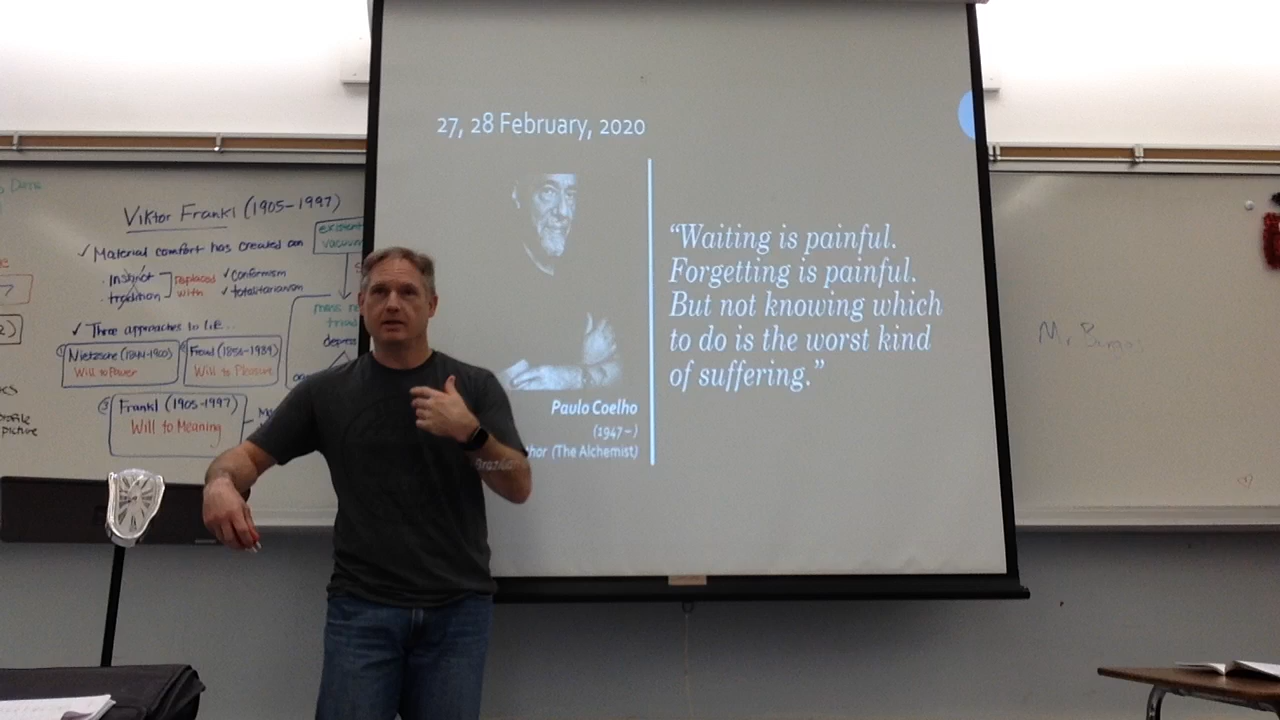 Viktor Frankl (1905-1997)
✓ Material comfort has created an
• Instinct
• tradition
replaced
with
✓ Conformism
✓ totalitarianism
✓ Three approaches to life...
Nietzsche (1844-1900)
Will to Power
Freud (1856-1939)
Will to Pleasure
③ Frankl (1905-1997)
Will to Meaning
picture
27, 28 February, 2020
“Waiting is painful.
Forgetting is painful.
But not knowing which
to do is the worst kind
of suffering.”
Paulo Coelho
(1947– )
(The Alchemist)